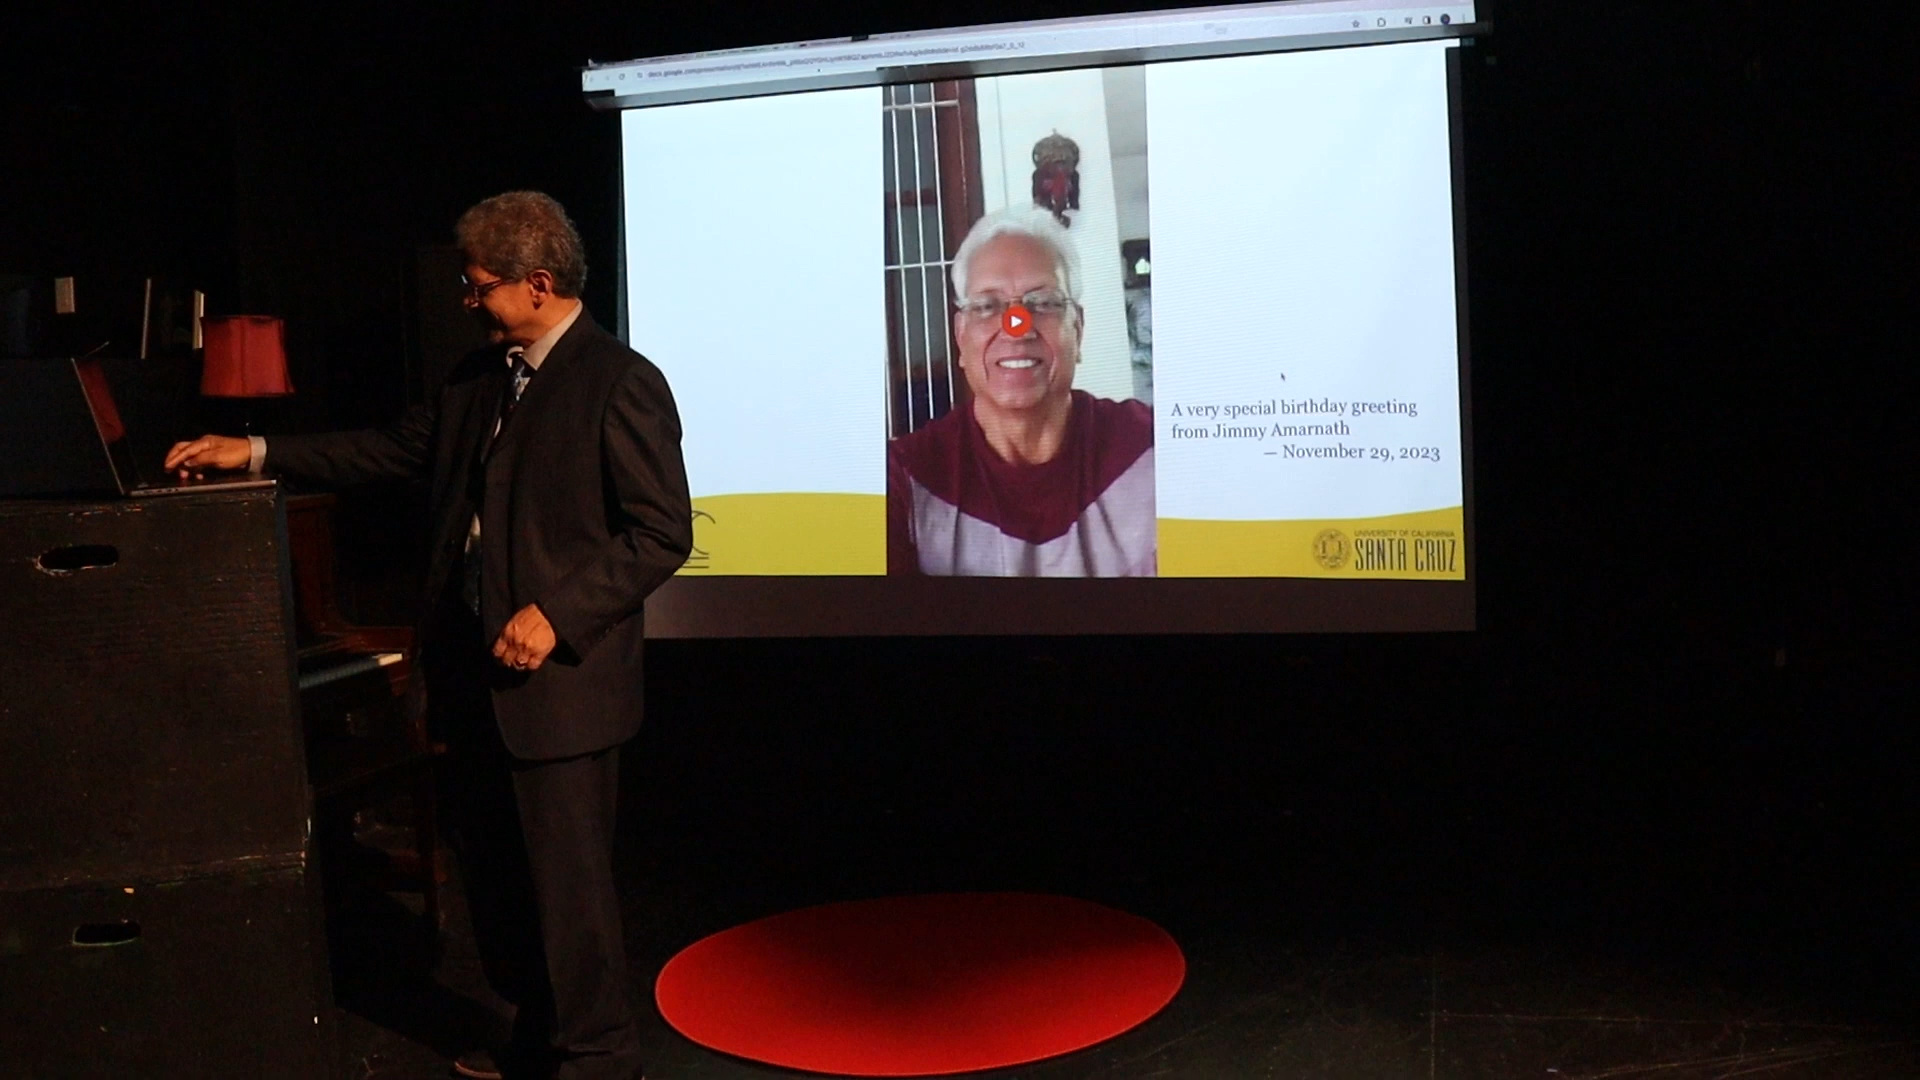 A very special birthday greeting
from Jimmy Amarnath
— November 29, 2023
UNIVERSITY OF CALIFORNIA
SANTA CRUZ